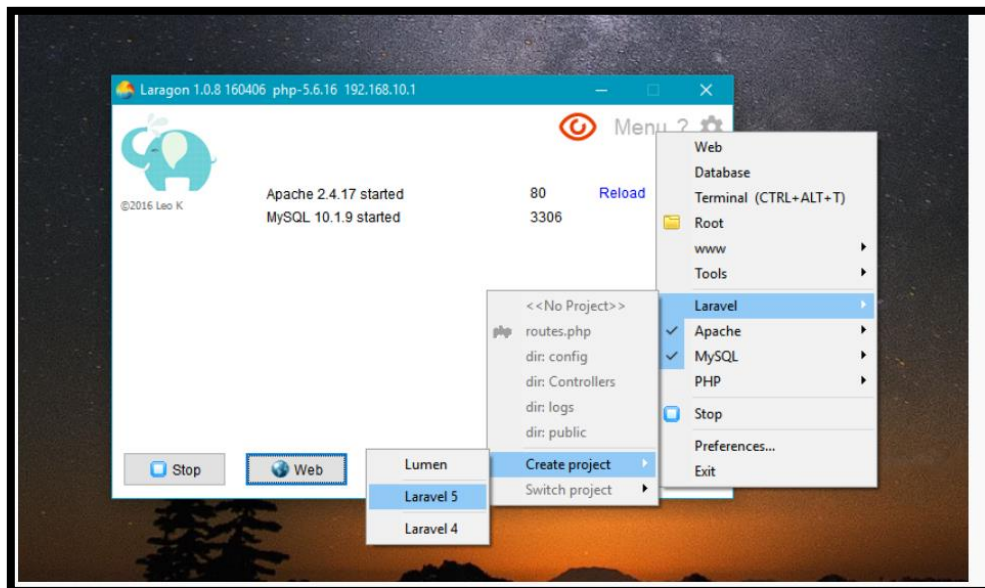 Laragon 1.0.8 160406 php-5.6.16 192.168.10.1
Menu ?
©2016 Leo K
Apache 2.4.17 started 80 Reload
MySQL 10.1.9 started 3306
Stop
Web
Web
Database
Terminal (CTRL+ALT+T)
Root
www
Tools
Laravel
Apache
MySQL
PHP
Stop
Preferences...
Exit
<<No Project>>
php routes.php
dir: config
dir: Controllers
dir: logs
dir: public
Create project
Switch project
Lumen
Laravel 5
Laravel 4